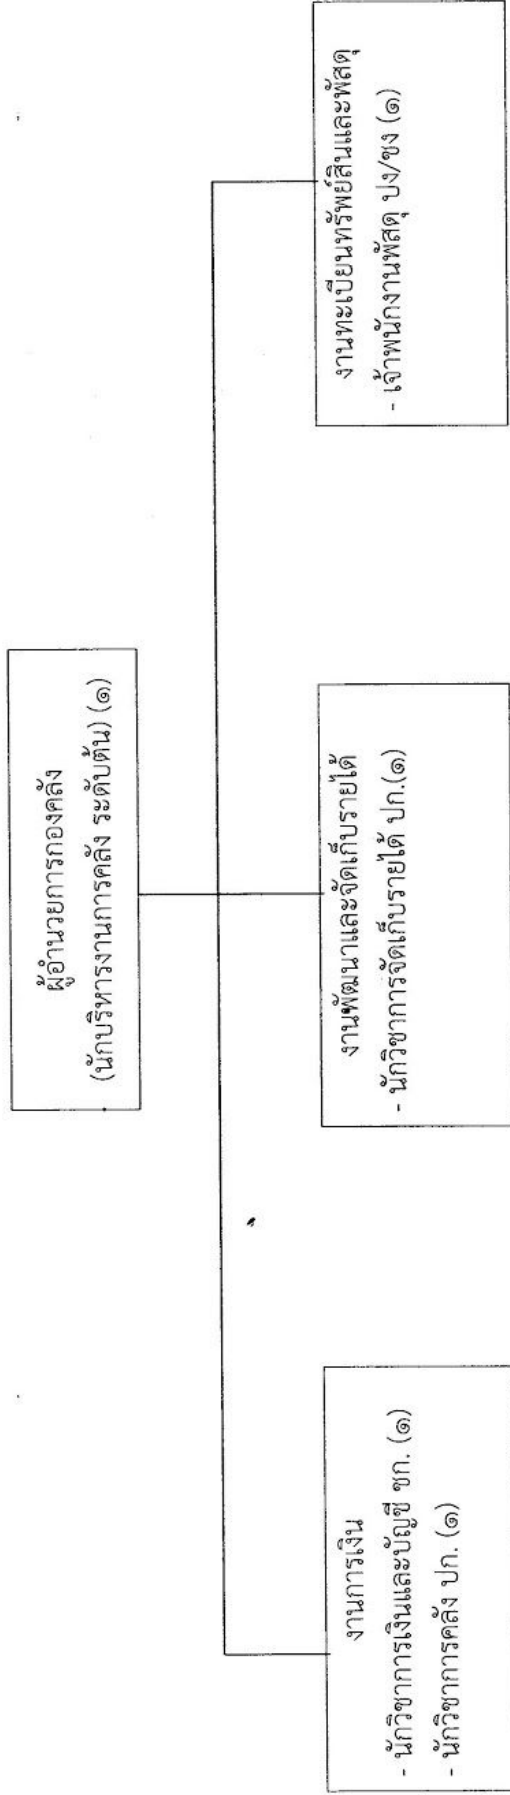 ผู้อำนวยการกองคลัง
(นักบริหารงานการคลัง ระดับต้น) (๑)
งานการเงิน
- นักวิชาการเงินและบัญชี ชก. (๑)
- นักวิชาการคลัง ปก. (๑)
งานพัฒนาและจัดเก็บรายได้
- นักวิชาการจัดเก็บรายได้ ปก.(๑)
งานทะเบียนทรัพย์สินและพัสดุ
- เจ้าพนักงานพัสดุ ปง/ชง (๑)